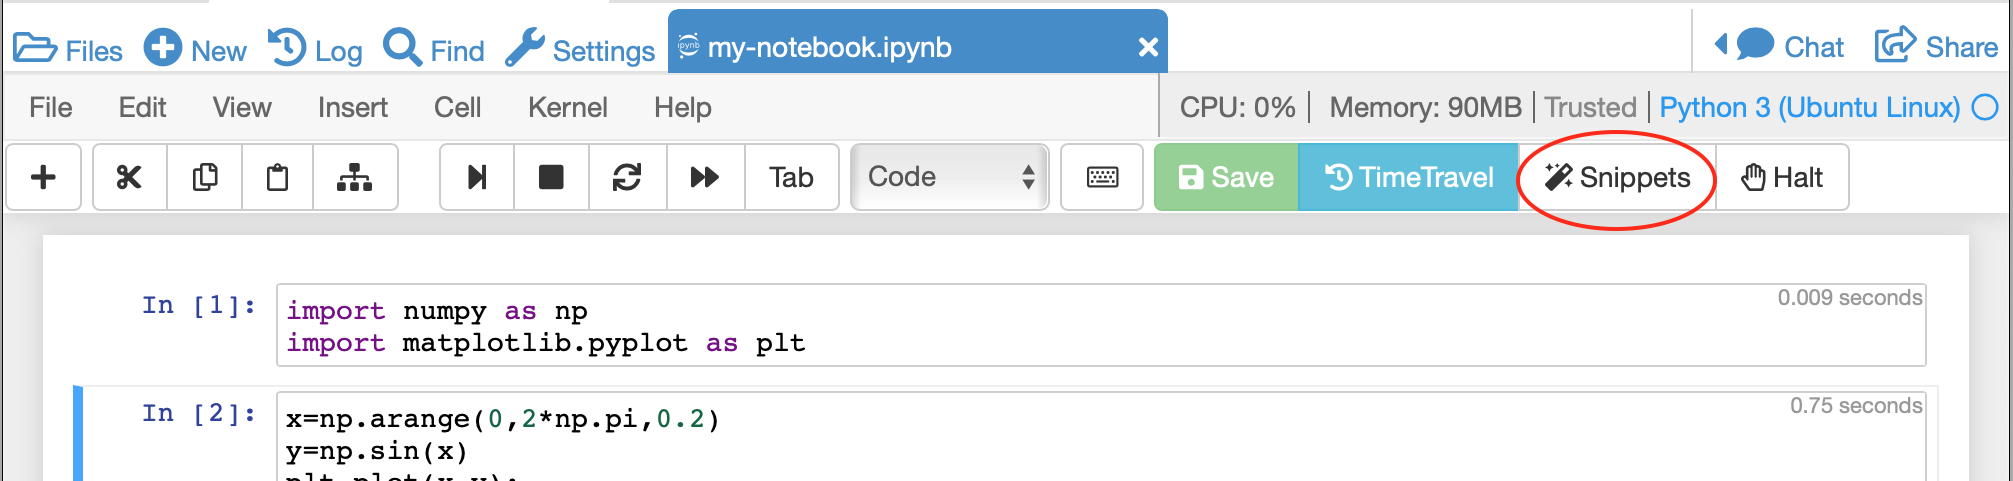 Files New Log Find Settings ipynb my-notebook.ipynb Chat Share
File Edit View Insert Cell Kernel Help CPU: 0% Memory: 90MB Trusted Python 3 (Ubuntu Linux)
Tab Code Save TimeTravel Snippets Halt
In [1]: import numpy as np 0.009 seconds
import matplotlib.pyplot as plt
In [2]: x=np.arange(0,2*np.pi,0.2) 0.75 seconds
y=np.sin(x)
plt.plot(x,y);